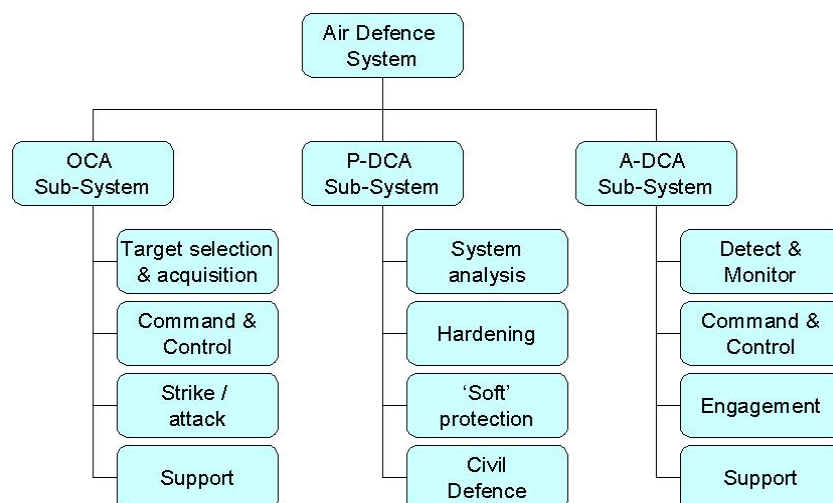 Air Defence
System
OCA
Sub-System
P-DCA
Sub-System
A-DCA
Sub-System
Target selection
& acquisition
Command &
Control
Strike /
attack
Support
System
analysis
Hardening
‘Soft’
protection
Civil
Defence
Detect &
Monitor
Command &
Control
Engagement
Support